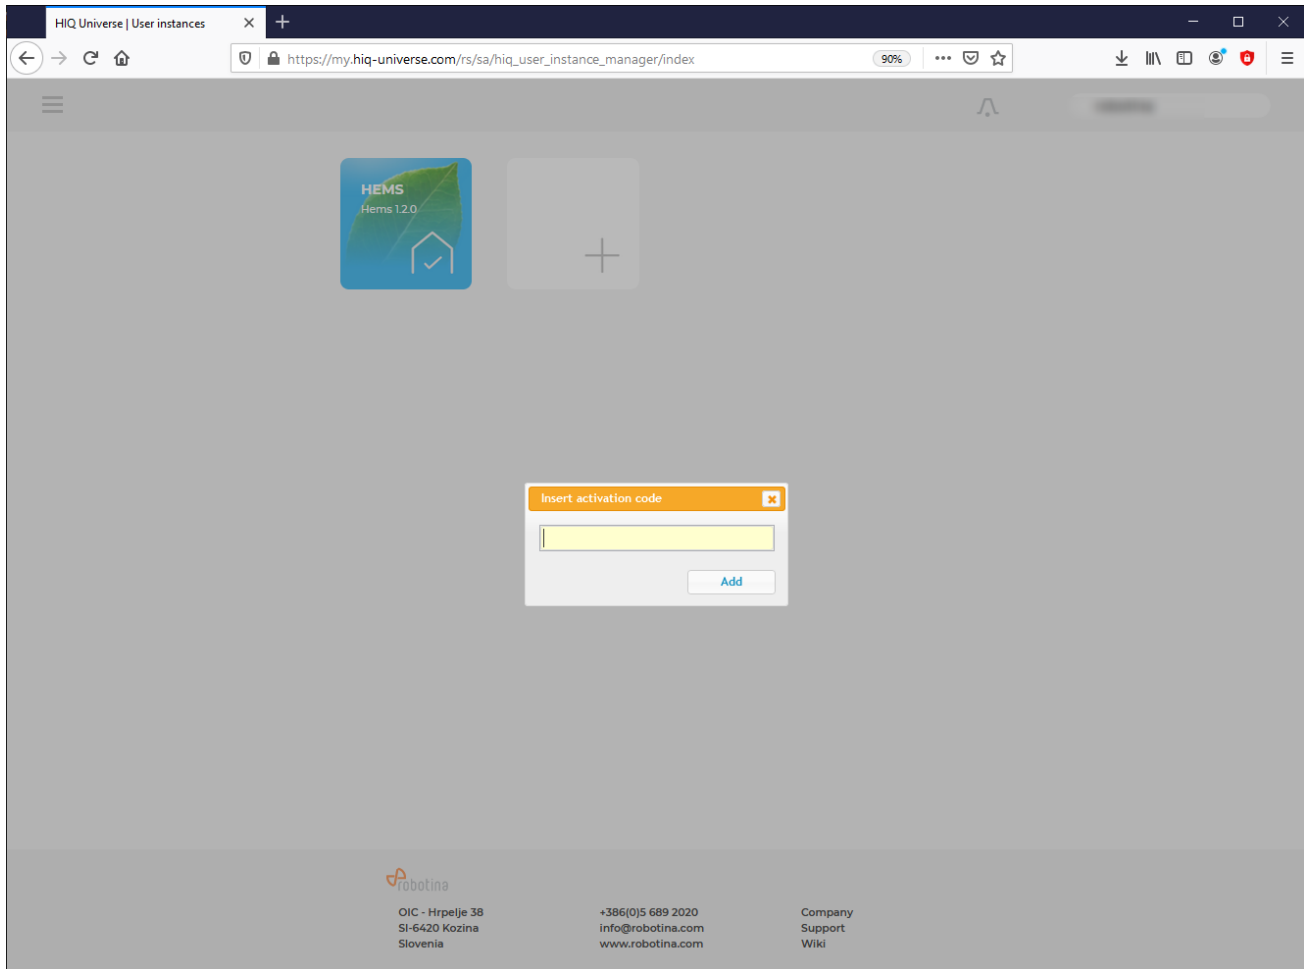 HIQ Universe | User instances
https://my.hiq-universe.com/rs/sa/hiq_user_instance_manager/index
90%
HEMS
Hems 1.2.0
Insert activation code
Add
robotina
OIC - Hrpelje 38
SI-6420 Kozina
Slovenia
+386(0)5 689 2020
info@robotina.com
www.robotina.com
Company
Support
Wiki